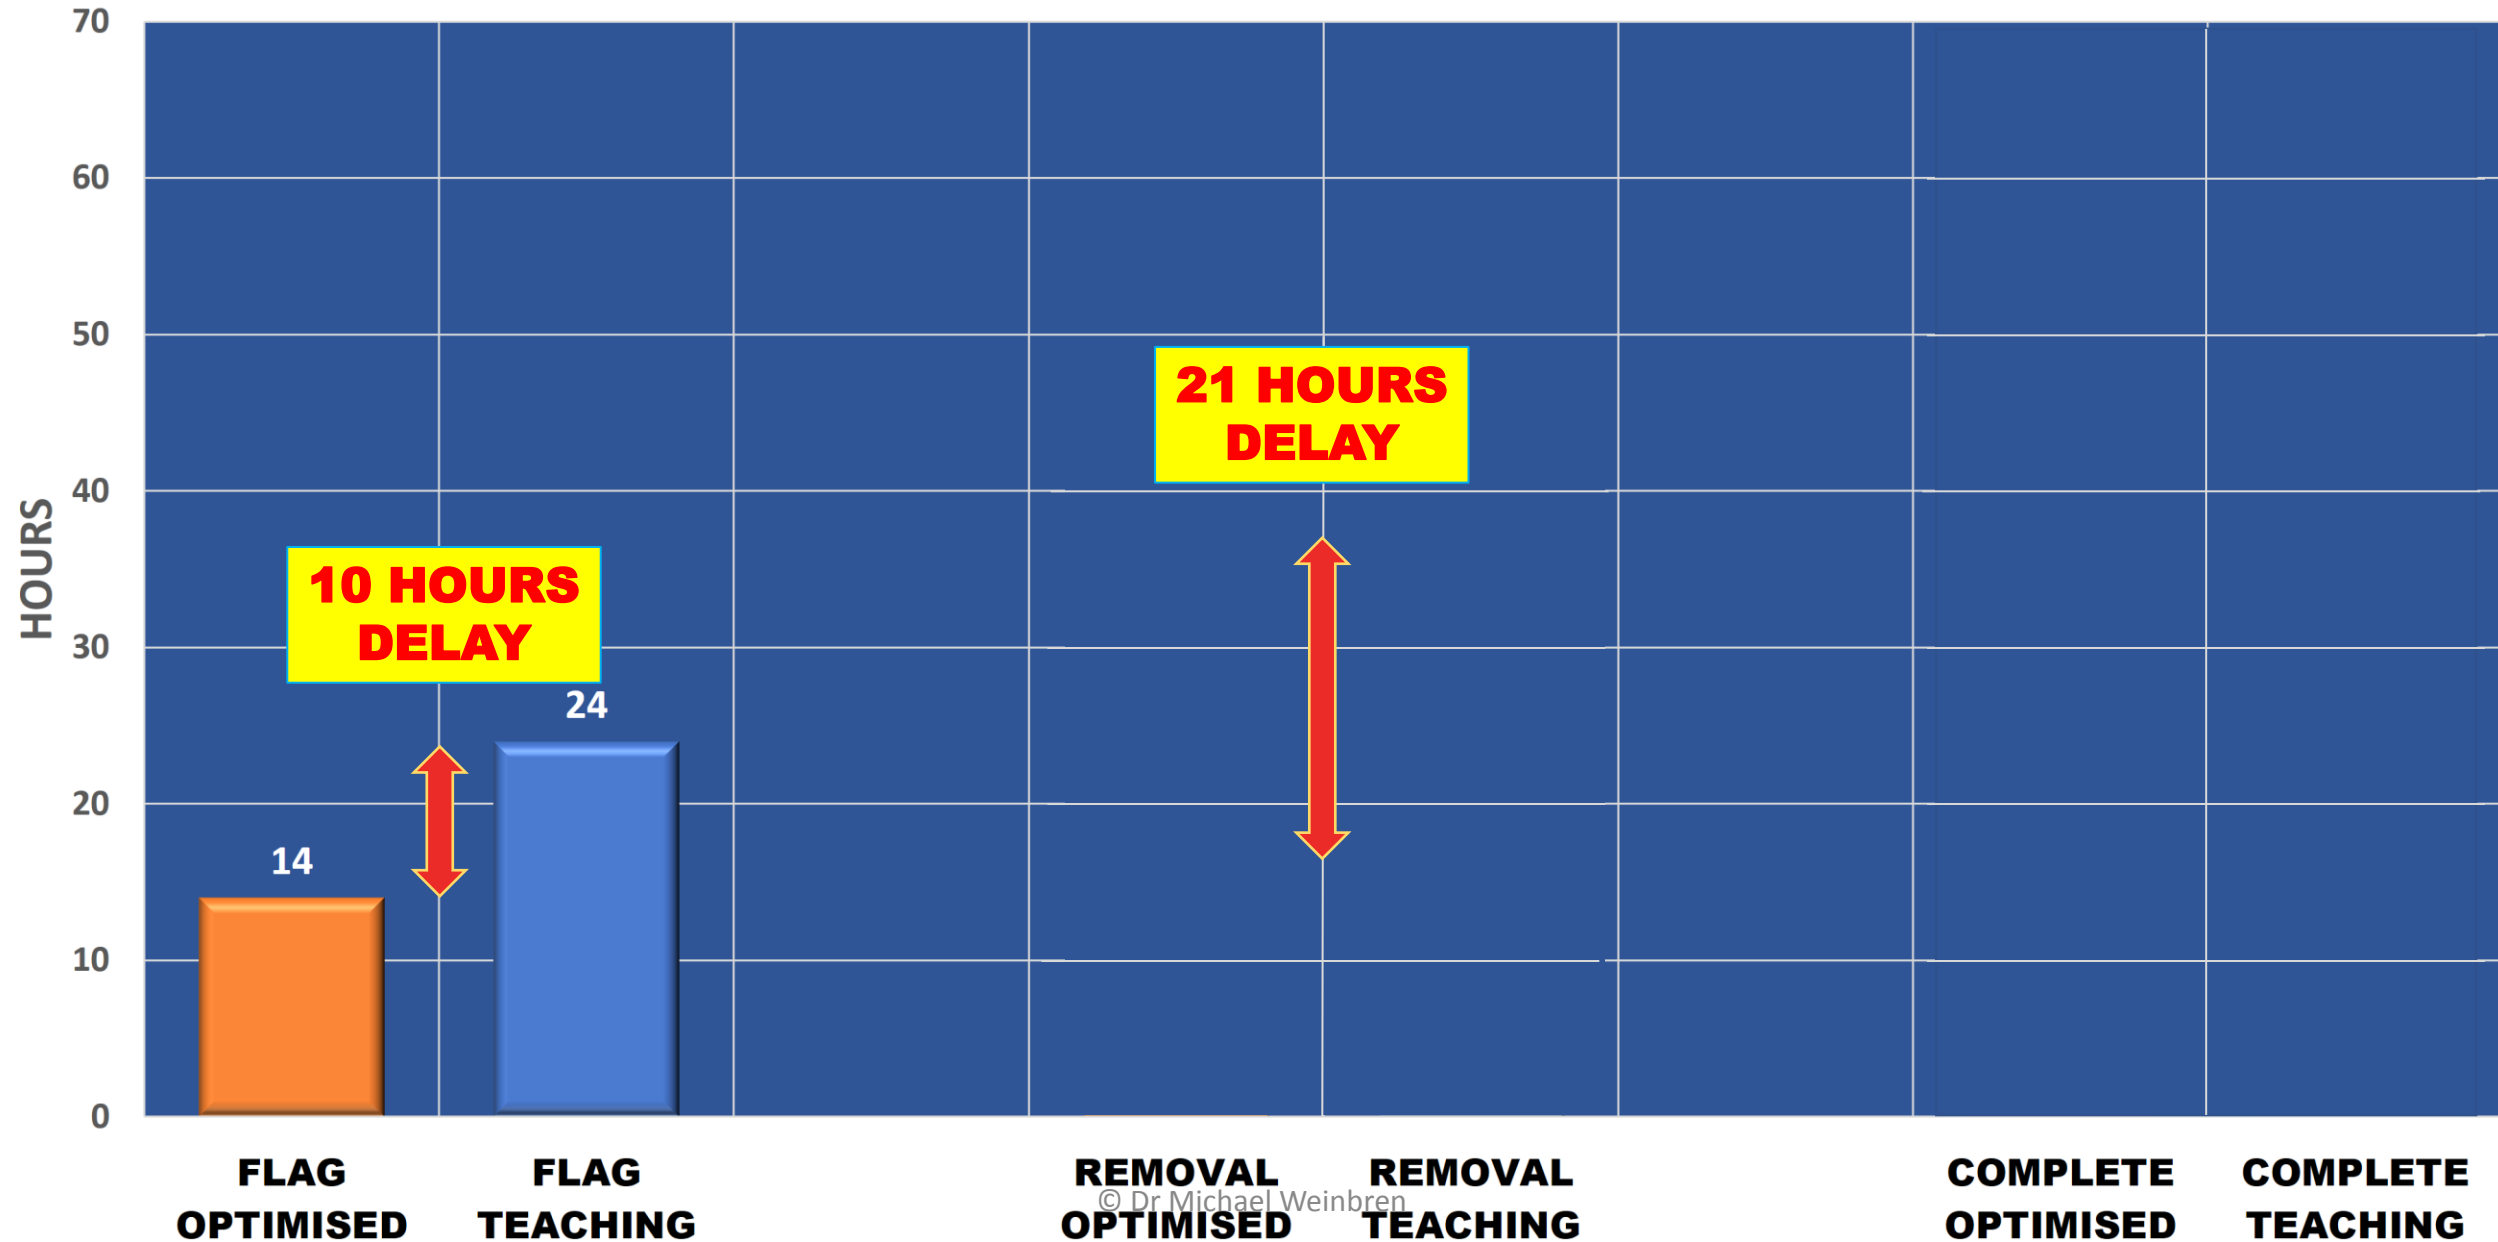 70
60
50
40
30
20
10
0
HOURS
10 HOURS
DELAY
14
24
21 HOURS
DELAY
FLAG
OPTIMISED
FLAG
TEACHING
REMOVAL
OPTIMISED
REMOVAL
TEACHING
COMPLETE
OPTIMISED
COMPLETE
TEACHING
© Dr Michael Weinbren